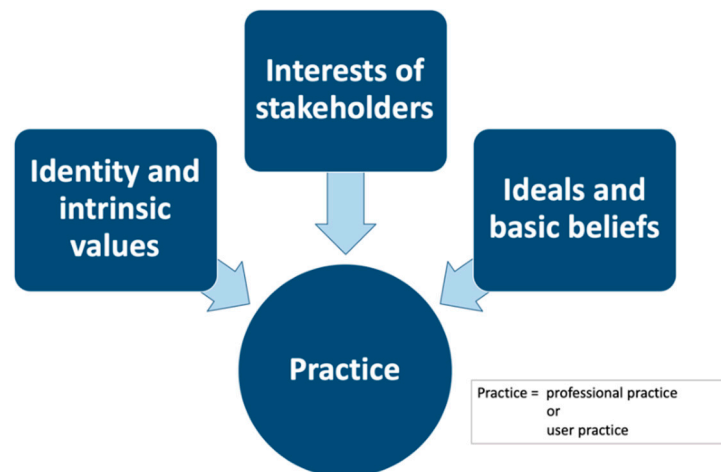 Interests of
stakeholders
Identity and
intrinsic
values
Ideals and
basic beliefs
Practice
Practice = professional practice
or
user practice